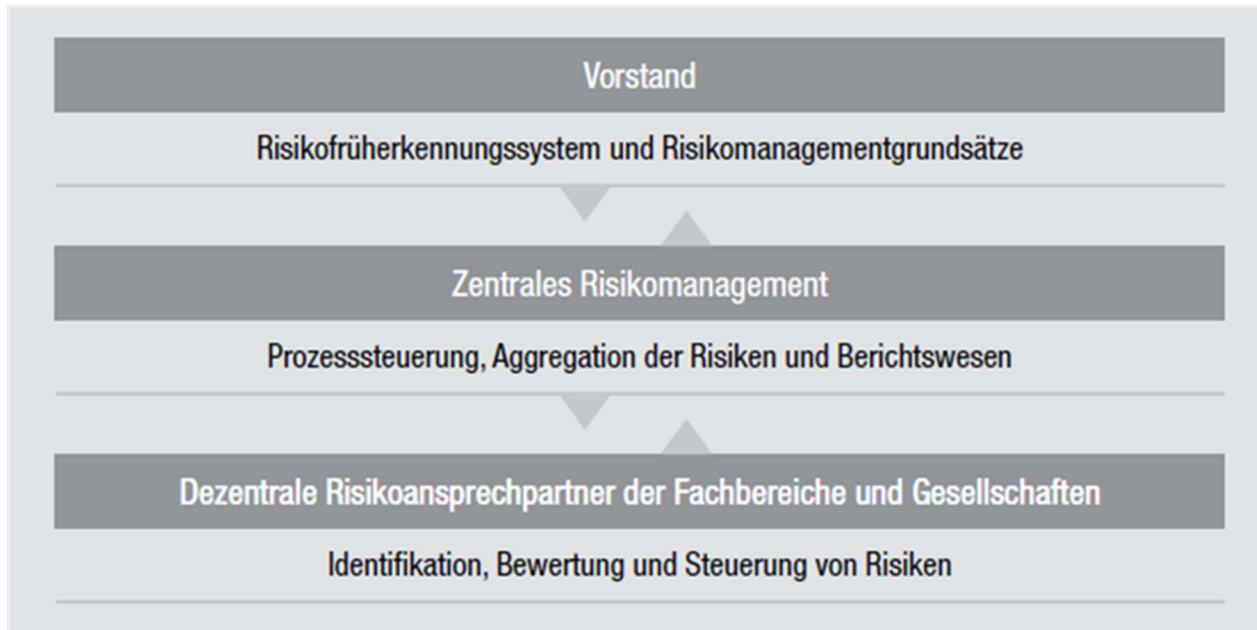 Vorstand
Risikofrüherkennungssystem und Risikomanagementgrundsätze
Zentrales Risikomanagement
Prozesssteuerung, Aggregation der Risiken und Berichtswesen
Dezentrale Risikoansprechpartner der Fachbereiche und Gesellschaften
Identifikation, Bewertung und Steuerung von Risiken